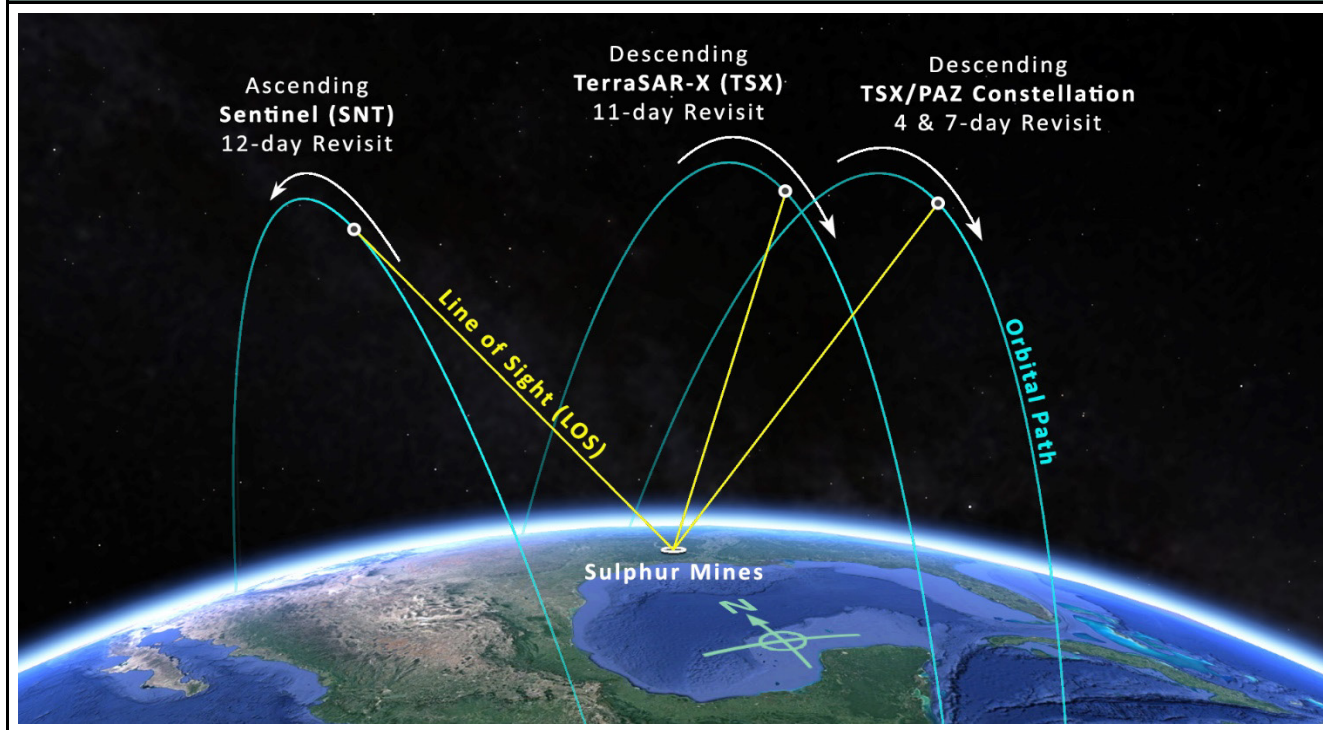 Ascending
Sentinel (SNT)
12-day Revisit
Descending
TerraSAR-X (TSX)
11-day Revisit
Descending
TSX/PAZ Constellation
4 & 7-day Revisit
Line of Sight (LOS)
Orbital Path
Sulphur Mines
N